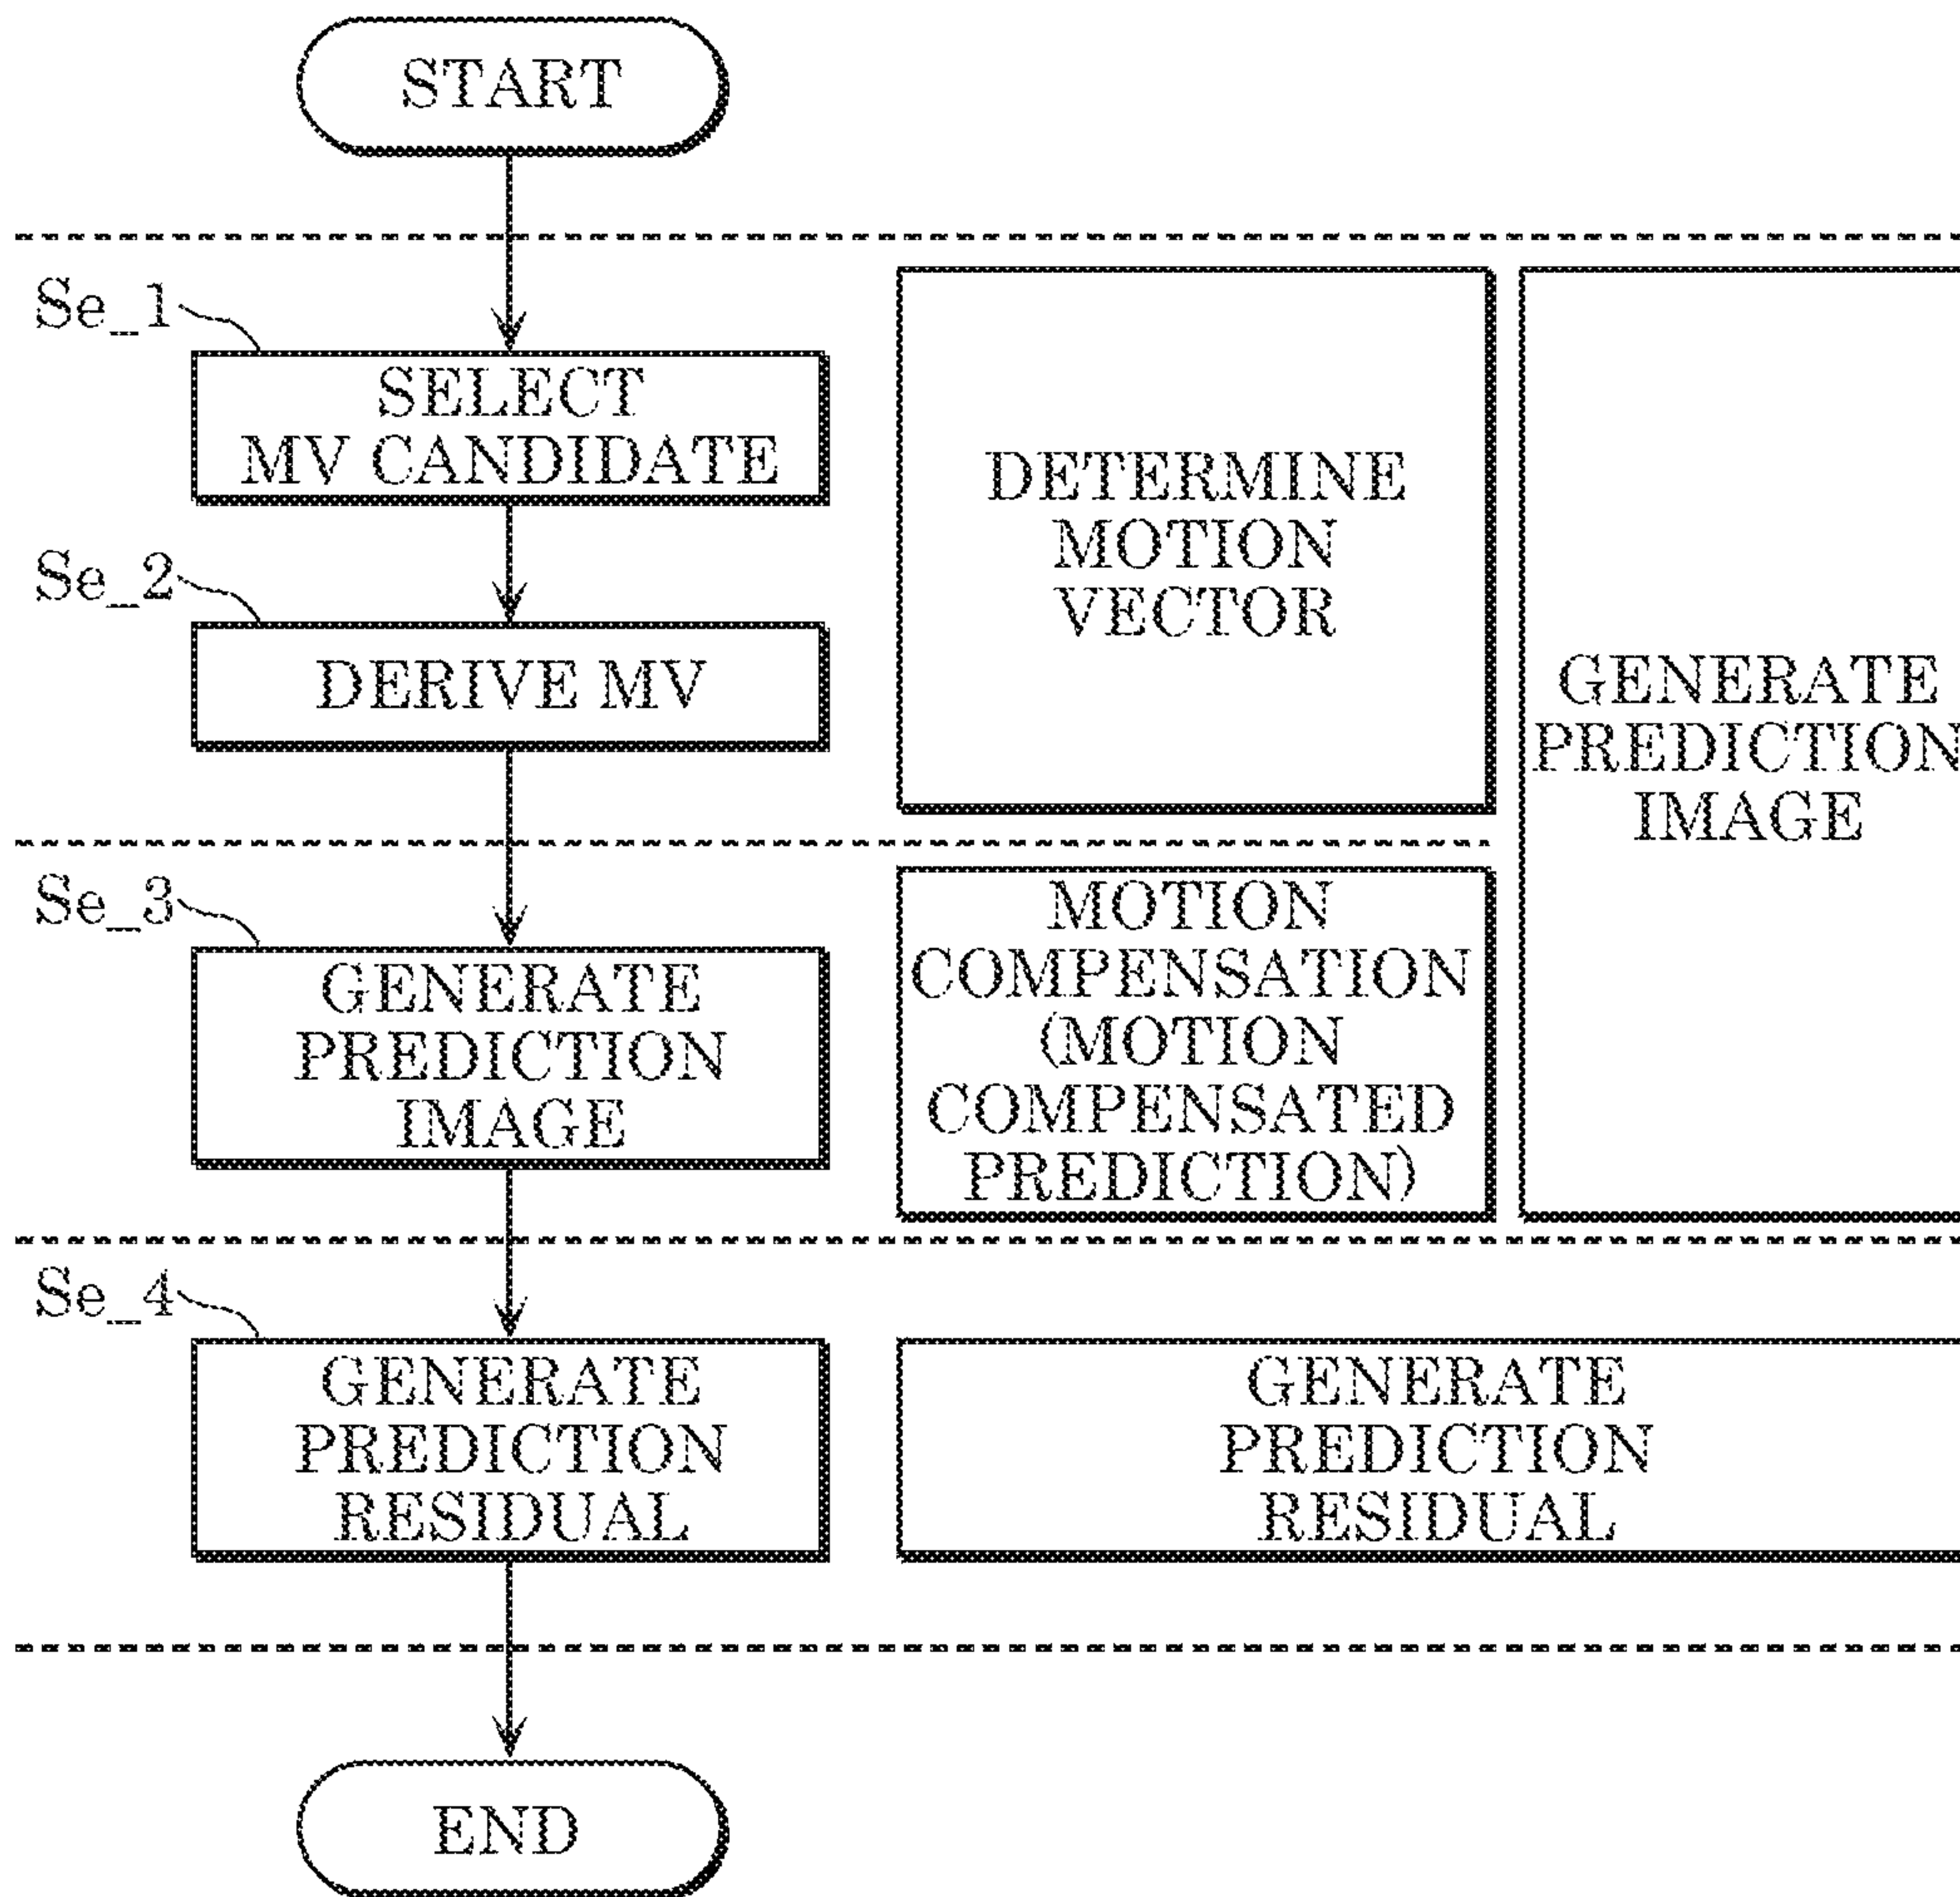 START
Se_1
SELECT
MV CANDIDATE
Se_2
DERIVE MV
DETERMINE
MOTION
VECTOR
GENERATE
PREDICTION
IMAGE
Se_3
GENERATE
PREDICTION
IMAGE
MOTION
COMPENSATION
(MOTION
COMPENSATED
PREDICTION)
Se_4
GENERATE
PREDICTION
RESIDUAL
GENERATE
PREDICTION
RESIDUAL
END